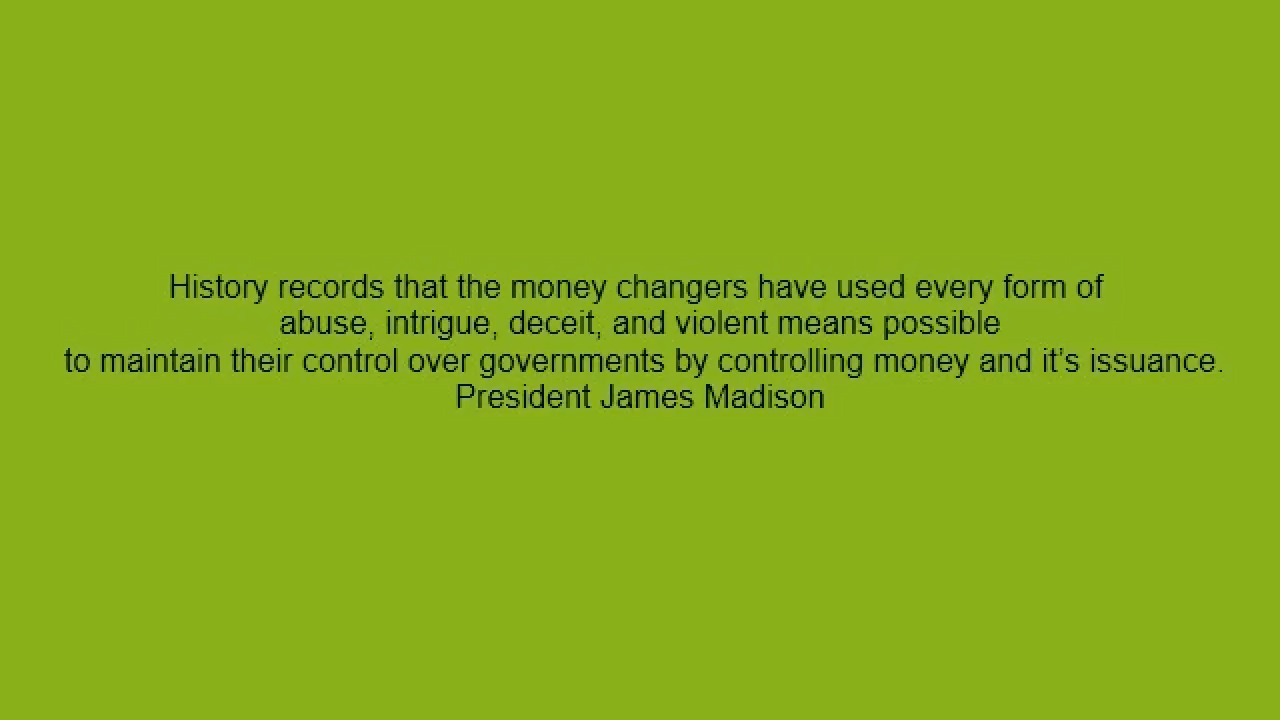 History records that the money changers have used every form of
abuse, intrigue, deceit, and violent means possible
to maintain their control over governments by controlling money and it’s issuance.
President James Madison